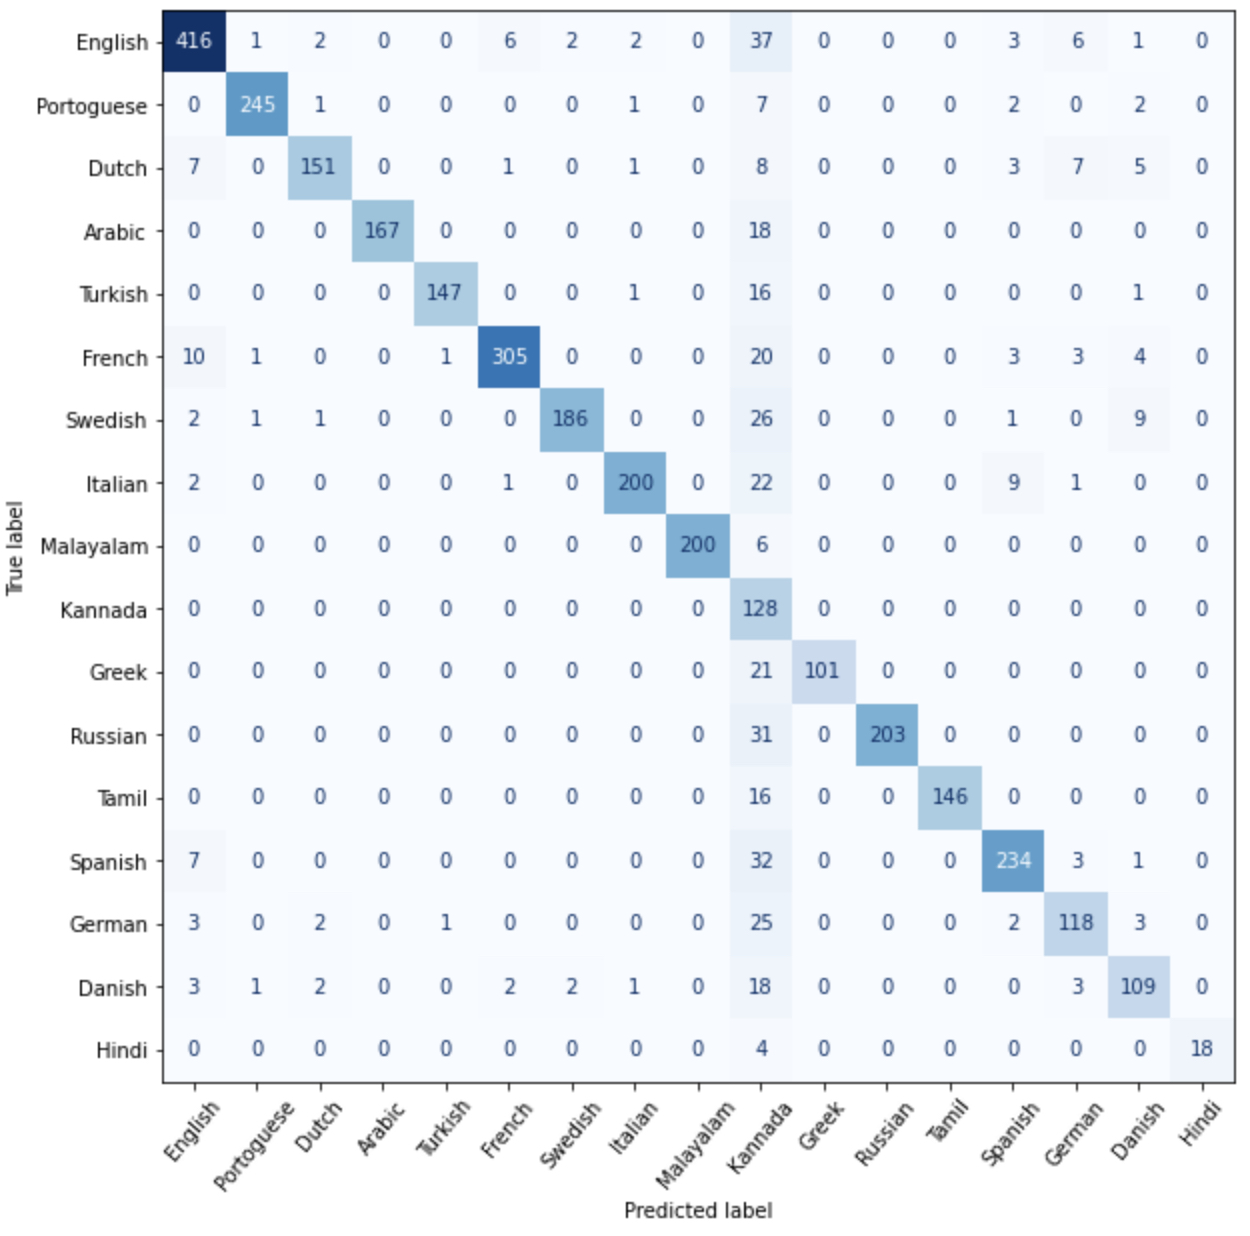 English 416 1 2 0 0 6 2 2 0 37 0 0 0 3 6 1 0
Portoguese 0 245 1 0 0 0 0 1 0 7 0 0 0 2 0 2 0
Dutch 7 0 151 0 0 1 0 1 0 8 0 0 0 3 7 5 0
Arabic 0 0 0 167 0 0 0 0 0 18 0 0 0 0 0 0 0
Turkish 0 0 0 0 147 0 0 1 0 16 0 0 0 0 0 1 0
French 10 1 0 0 1 305 0 0 0 20 0 0 0 3 3 4 0
Swedish 2 1 1 0 0 0 186 0 0 26 0 0 0 1 0 9 0
Italian 2 0 0 0 0 1 0 200 0 22 0 0 0 9 1 0 0
Malayalam 0 0 0 0 0 0 0 0 200 6 0 0 0 0 0 0 0
Kannada 0 0 0 0 0 0 0 0 0 128 0 0 0 0 0 0 0
Greek 0 0 0 0 0 0 0 0 0 21 101 0 0 0 0 0 0
Russian 0 0 0 0 0 0 0 0 0 31 0 203 0 0 0 0 0
Tamil 0 0 0 0 0 0 0 0 0 16 0 0 146 0 0 0 0
Spanish 7 0 0 0 0 0 0 0 0 32 0 0 0 234 3 1 0
German 3 0 2 0 1 0 0 0 0 25 0 0 0 2 118 3 0
Danish 3 1 2 0 0 2 2 1 0 18 0 0 0 0 3 109 0
Hindi 0 0 0 0 0 0 0 0 0 4 0 0 0 0 0 0 18
True label
English Portoguese Dutch Arabic Turkish French Swedish Italian Malayalam Kannada Greek Russian Tamil Spanish German Danish Hindi
Predicted label